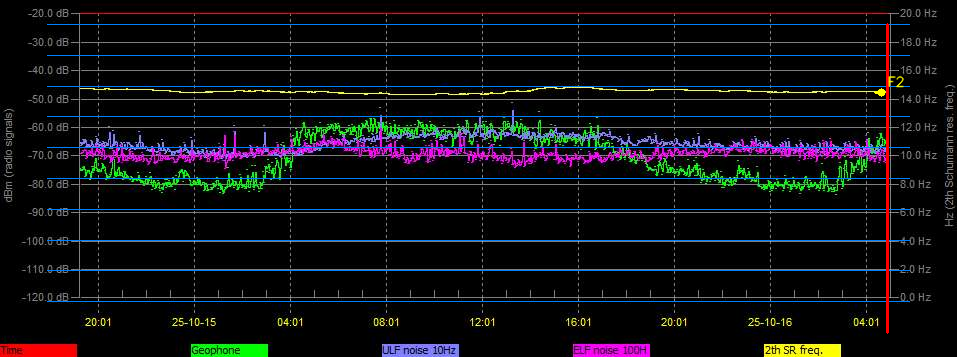 -20.0 dB 20.0 Hz
-30.0 dB 18.0 Hz
-40.0 dB 16.0 Hz
F2
-50.0 dB 14.0 Hz
-60.0 dB 12.0 Hz
-70.0 dB 10.0 Hz
-80.0 dB 8.0 Hz
-90.0 dB 6.0 Hz
-100.0 dB 4.0 Hz
-110.0 dB 2.0 Hz
-120.0 dB 0.0 Hz
dBm (radio signals)
Hz (2th Schumann res. freq.)
20:01 25-10-15 04:01 08:01 12:01 16:01 20:01 25-10-16 04:01
Time Geophone ULF noise 10Hz ELF noise 100H 2th SR freq.